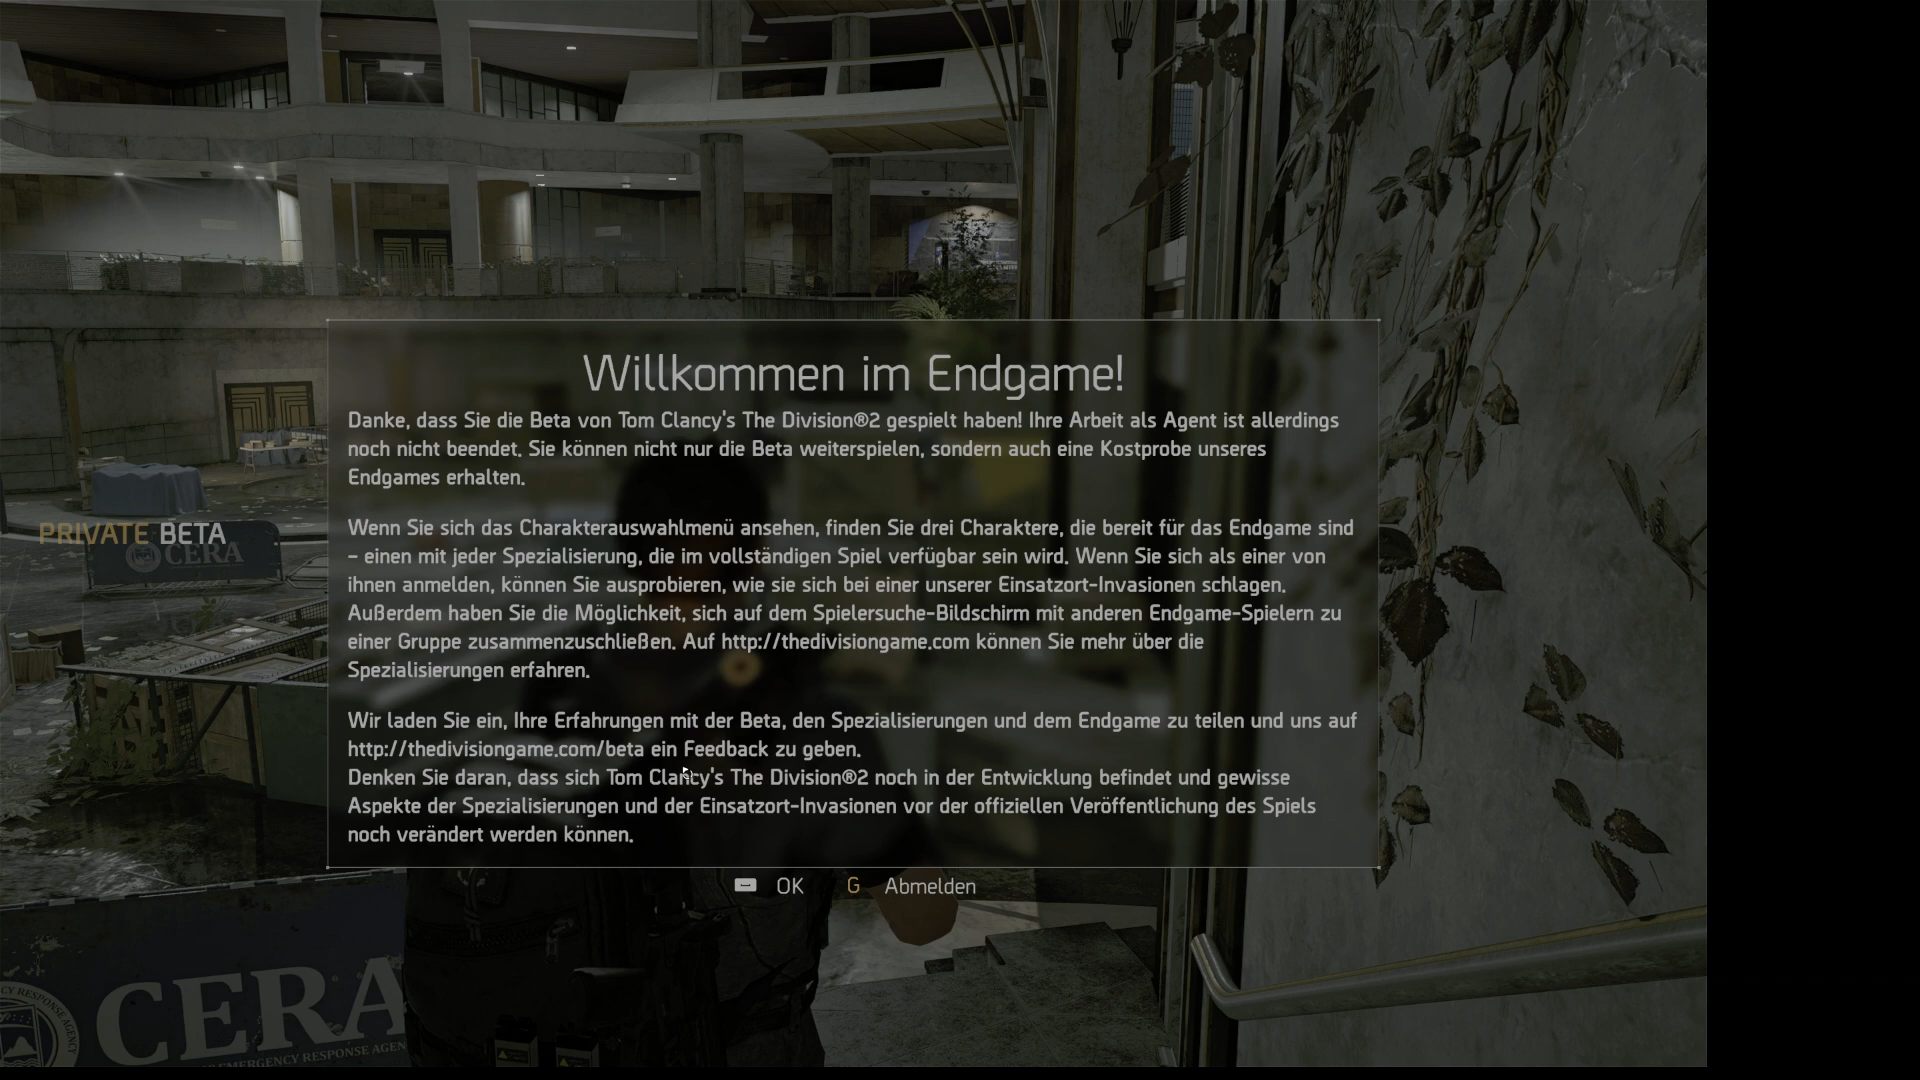 Willkommen im Endgame!
Danke, dass Sie die Beta von Tom Clancy's The Division®2 gespielt haben! Ihre Arbeit als Agent ist allerdings
noch nicht beendet. Sie können nicht nur die Beta weiterspielen, sondern auch eine Kostprobe unseres
Endgames erhalten.
Wenn Sie sich das Charakterauswahlmenü ansehen, finden Sie drei Charaktere, die bereit für das Endgame sind
– einen mit jeder Spezialisierung, die im vollständigen Spiel verfügbar sein wird. Wenn Sie sich als einer von
ihnen anmelden, können Sie ausprobieren, wie sie sich bei einer unserer Einsatzort-Invasionen schlagen.
Außerdem haben Sie die Möglichkeit, sich auf dem Spielersuche-Bildschirm mit anderen Endgame-Spielern zu
einer Gruppe zusammenzuschließen. Auf http://thedivisiongame.com können Sie mehr über die
Spezialisierungen erfahren.
Wir laden Sie ein, Ihre Erfahrungen mit der Beta, den Spezialisierungen und dem Endgame zu teilen und uns auf
http://thedivisiongame.com/beta ein Feedback zu geben.
Denken Sie daran, dass sich Tom Clancy's The Division®2 noch in der Entwicklung befindet und gewisse
Aspekte der Spezialisierungen und der Einsatzort-Invasionen vor der offiziellen Veröffentlichung des Spiels
noch verändert werden können.
OK G Abmelden
PRIVATE BETA
CERA
CERA
EMERGENCY RESPONSE AGEN